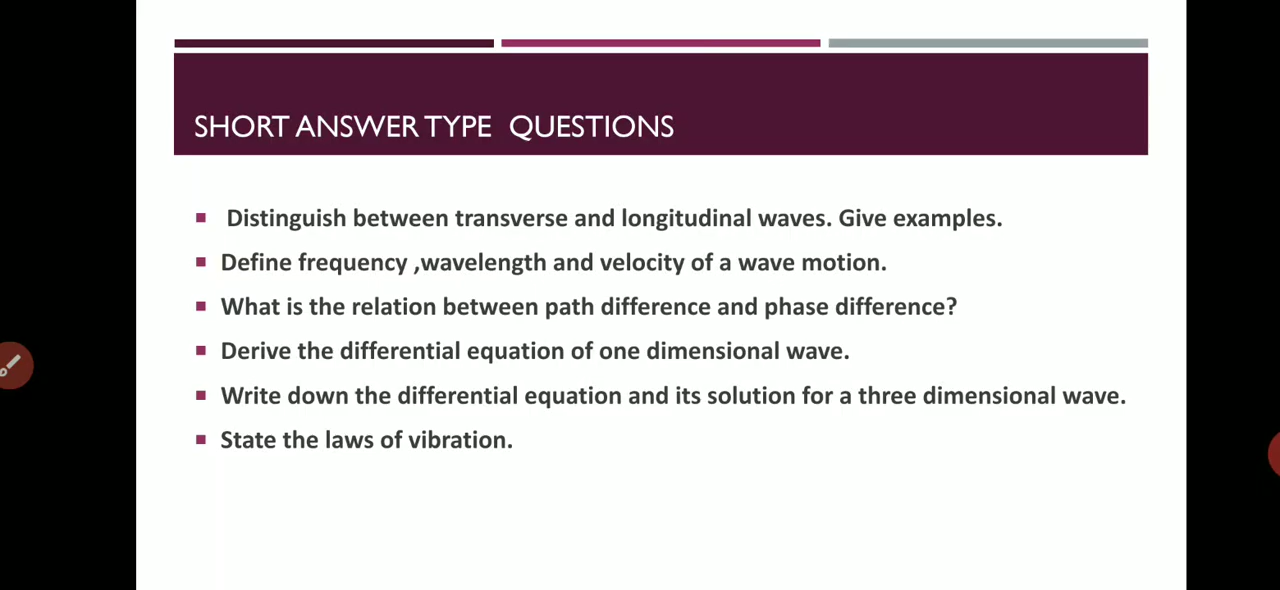 SHORT ANSWER TYPE QUESTIONS
Distinguish between transverse and longitudinal waves. Give examples.
Define frequency ,wavelength and velocity of a wave motion.
What is the relation between path difference and phase difference?
Derive the differential equation of one dimensional wave.
Write down the differential equation and its solution for a three dimensional wave.
State the laws of vibration.